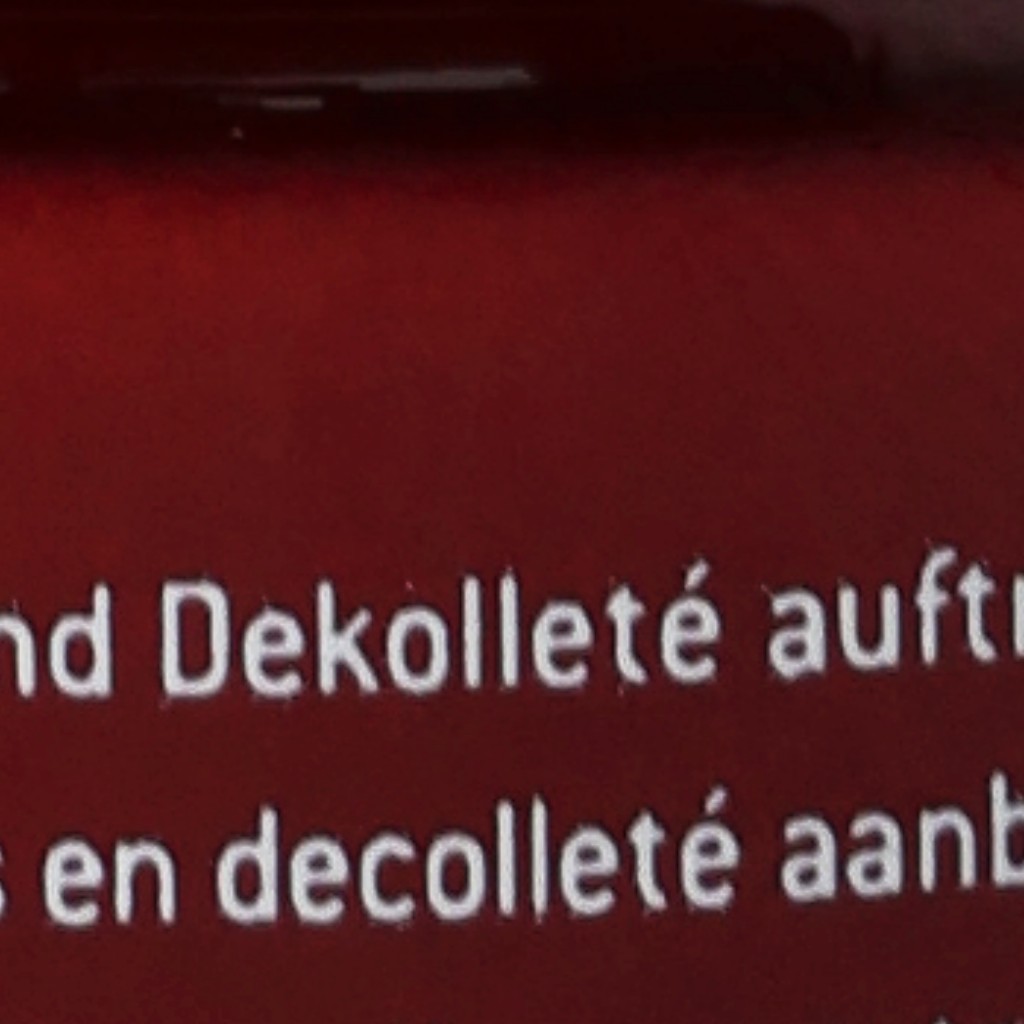 nd Dekolleté auftr
s en decolleté aanb